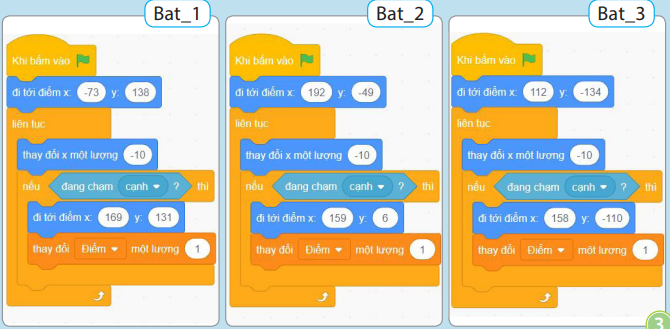 Bat_1
Khi bấm vào
đi tới điểm x: -73 y: 138
liên tục
thay đổi x một lượng -10
nếu đang chạm cạnh ? thì
đi tới điểm x: 169 y: 131
thay đổi Điểm một lượng 1
Bat_2
Khi bấm vào
đi tới điểm x: 192 y: -49
liên tục
thay đổi x một lượng -10
nếu đang chạm cạnh ? thì
đi tới điểm x: 159 y: 6
thay đổi Điểm một lượng 1
Bat_3
Khi bấm vào
đi tới điểm x: 112 y: -134
liên tục
thay đổi x một lượng -10
nếu đang chạm cạnh ? thì
đi tới điểm x: 158 y: -110
thay đổi Điểm một lượng 1
3